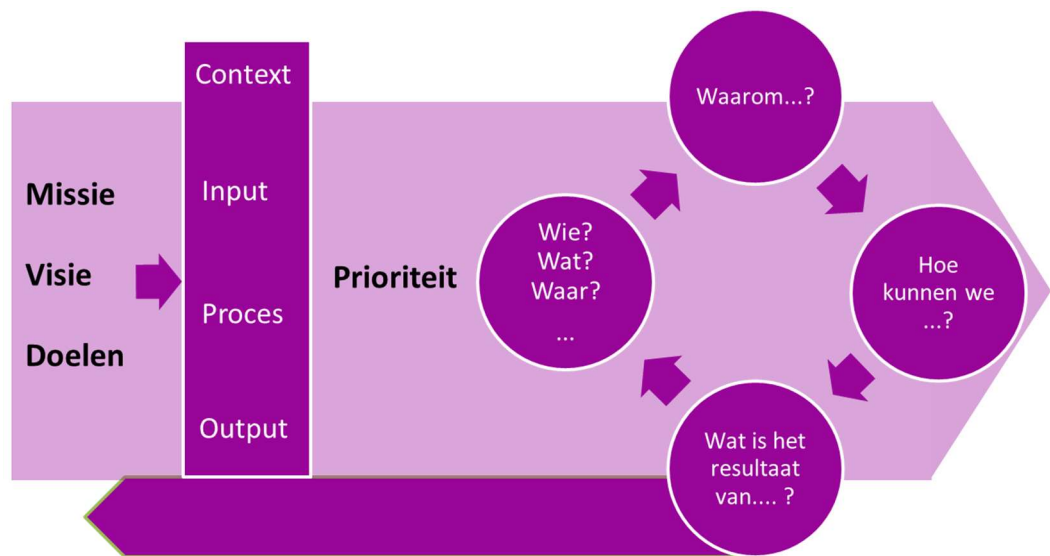 Missie
Visie
Doelen
Context
Input
Proces
Output
Prioriteit
Wie?
Wat?
Waar?
...
Waarom...?
Hoe
kunnen we
...?
Wat is het
resultaat
van.... ?